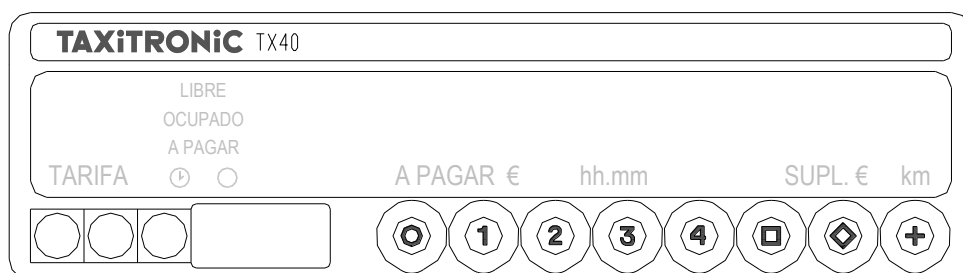 TAXiTRONiC TX40
LIBRE
OCUPADO
A PAGAR
TARIFA A PAGAR € hh.mm SUPL. € km
1 2 3 4